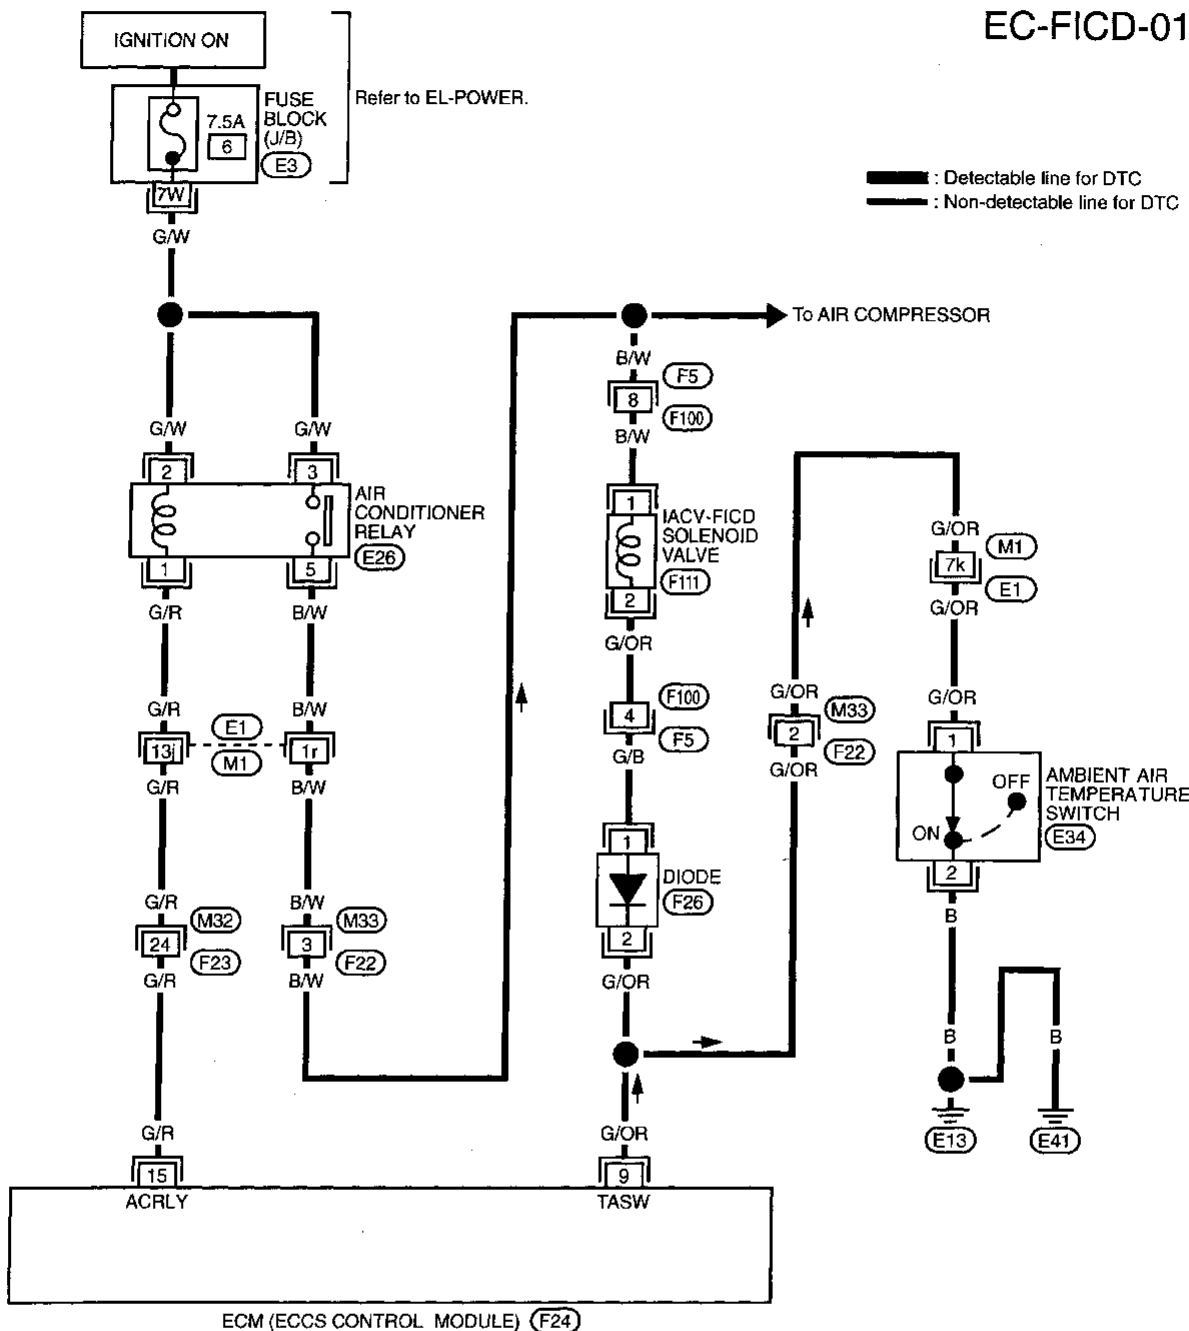 EC-FICD-01
IGNITION ON
Refer to EL-POWER.
FUSE
BLOCK
(J/B)
E3
7.5A
6
7W
G/W
: Detectable line for DTC
: Non-detectable line for DTC
To AIR COMPRESSOR
B/W
F5
8
F100
B/W
G/W
G/W
2
3
AIR
CONDITIONER
RELAY
E26
1
5
G/R
B/W
1
IACV-FICD
SOLENOID
VALVE
F111
2
G/OR
G/OR
M1
7k
E1
G/OR
G/R
B/W
E1
13j
1r
M1
G/R
B/W
F100
4
F5
G/B
G/OR
M33
2
F22
G/OR
G/OR
1
OFF
ON
AMBIENT AIR
TEMPERATURE
SWITCH
E34
2
B
1
DIODE
F26
2
G/OR
G/R
B/W
M32
M33
24
3
F23
F22
G/R
B/W
B
B
E13
E41
G/R
G/OR
15
9
ACRLY
TASW
ECM (ECCS CONTROL MODULE)
F24